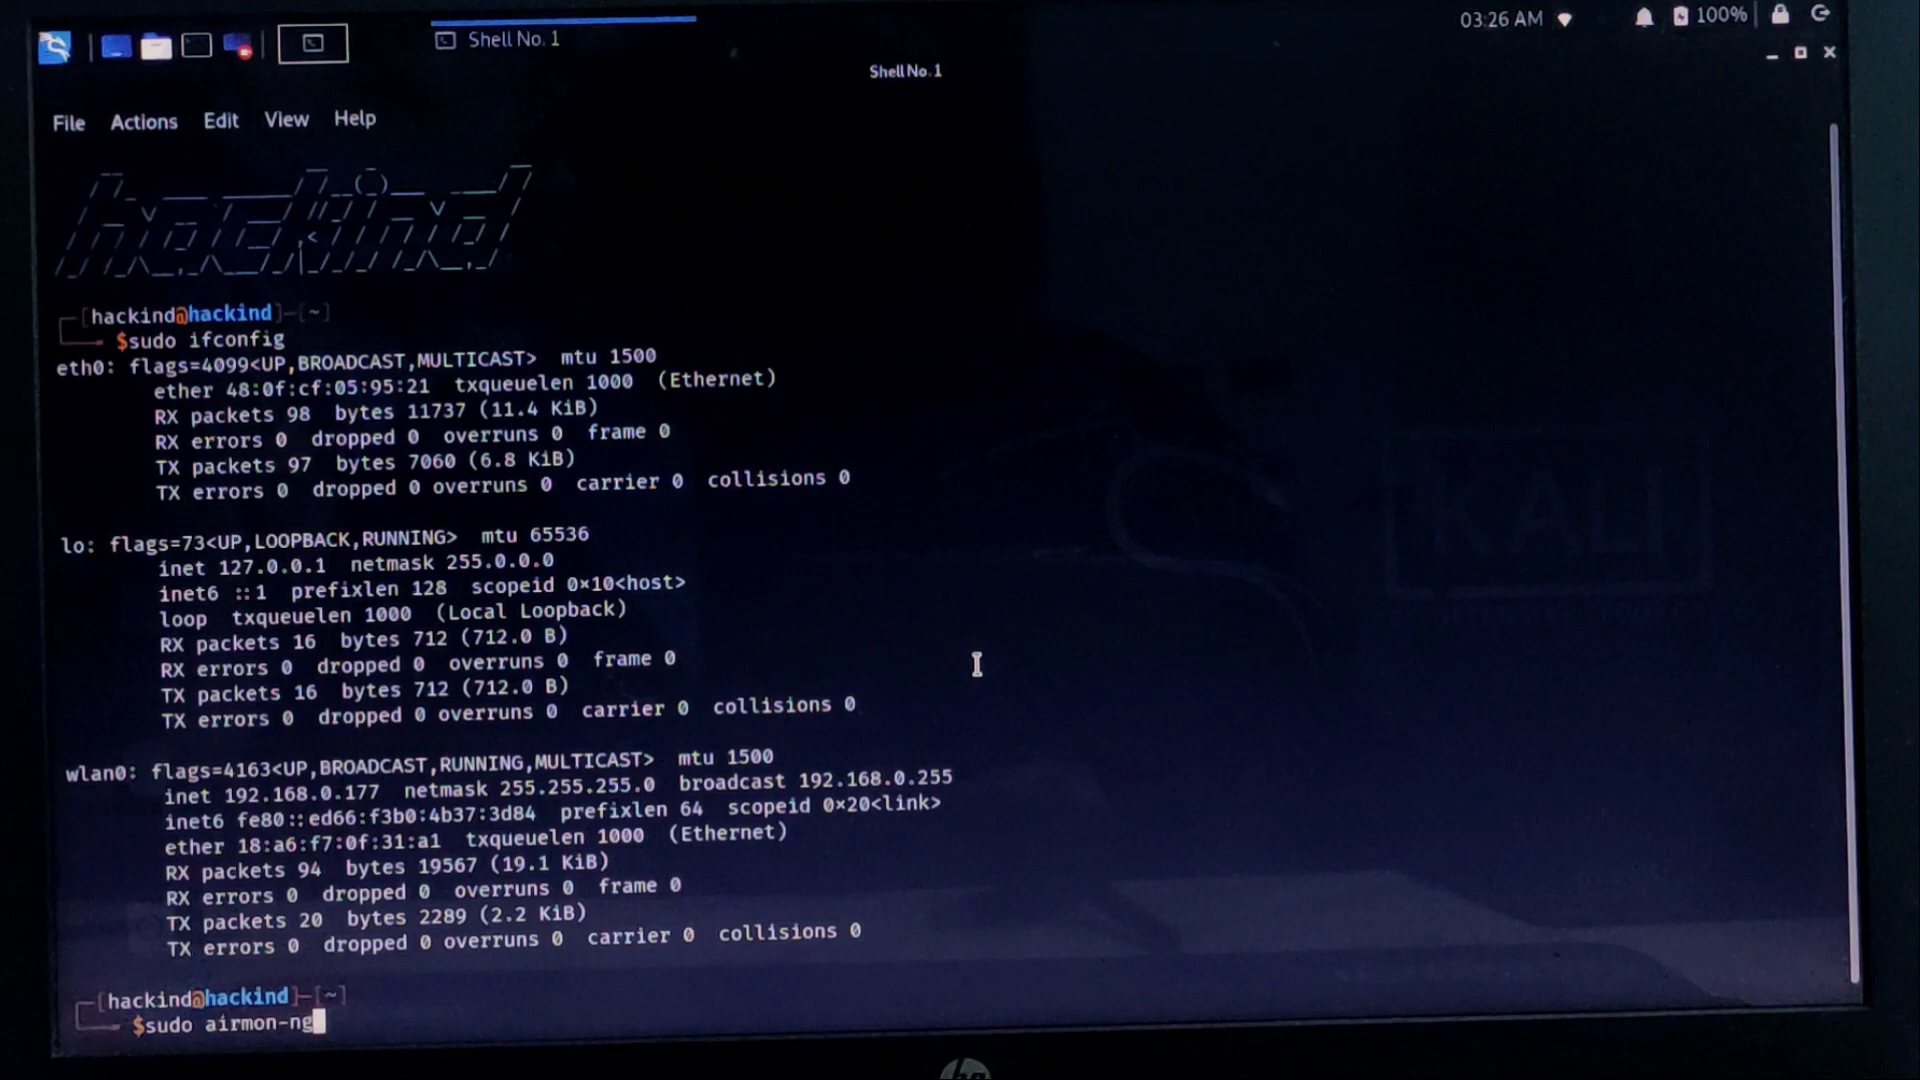 03:26 AM
100%
Shell No. 1
Shell No. 1
File Actions Edit View Help
hackind
[hackind@hackind]-[~]
$sudo ifconfig
eth0: flags=4099<UP,BROADCAST,MULTICAST> mtu 1500
ether 48:0f:cf:05:95:21 txqueuelen 1000 (Ethernet)
RX packets 98 bytes 11737 (11.4 KiB)
RX errors 0 dropped 0 overruns 0 frame 0
TX packets 97 bytes 7060 (6.8 KiB)
TX errors 0 dropped 0 overruns 0 carrier 0 collisions 0
lo: flags=73<UP,LOOPBACK,RUNNING> mtu 65536
inet 127.0.0.1 netmask 255.0.0.0
inet6 ::1 prefixlen 128 scopeid 0×10<host>
loop txqueuelen 1000 (Local Loopback)
RX packets 16 bytes 712 (712.0 B)
RX errors 0 dropped 0 overruns 0 frame 0
TX packets 16 bytes 712 (712.0 B)
TX errors 0 dropped 0 overruns 0 carrier 0 collisions 0
wlan0: flags=4163<UP,BROADCAST,RUNNING,MULTICAST> mtu 1500
inet 192.168.0.177 netmask 255.255.255.0 broadcast 192.168.0.255
inet6 fe80::ed66:f3b0:4b37:3d84 prefixlen 64 scopeid 0×20<link>
ether 18:a6:f7:0f:31:a1 txqueuelen 1000 (Ethernet)
RX packets 94 bytes 19567 (19.1 KiB)
RX errors 0 dropped 0 overruns 0 frame 0
TX packets 20 bytes 2289 (2.2 KiB)
TX errors 0 dropped 0 overruns 0 carrier 0 collisions 0
[hackind@hackind]-[~]
$sudo airmon-ng
KALI
hp